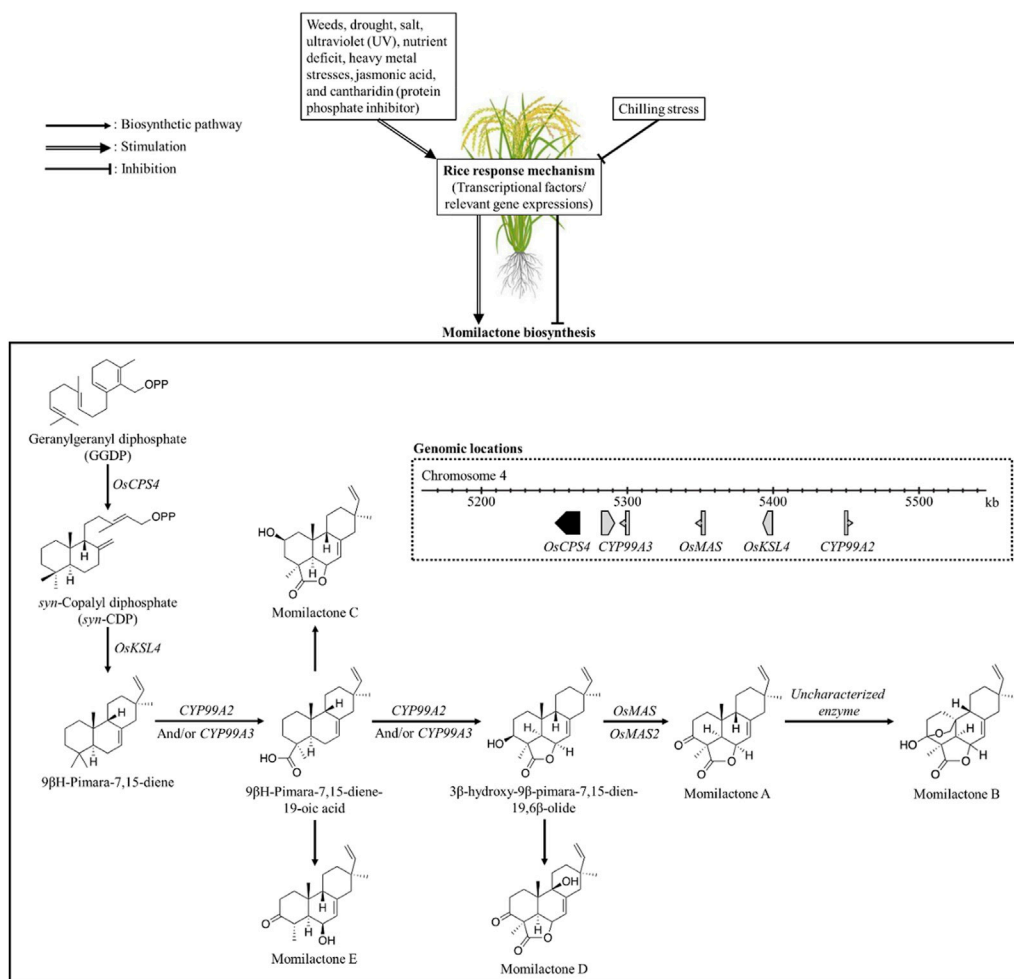 Weeds, drought, salt,
ultraviolet (UV), nutrient
deficit, heavy metal
stresses, jasmonic acid,
and cantharidin (protein
phosphate inhibitor)
Chilling stress
: Biosynthetic pathway
: Stimulation
: Inhibition
Rice response mechanism
(Transcriptional factors/
relevant gene expressions)
Momilactone biosynthesis
OPP
Geranylgeranyl diphosphate
(GGDP)
OsCPS4
OPP
H
H
syn-Copalyl diphosphate
(syn-CDP)
OsKSL4
Genomic locations
Chromosome 4
5200 5300 5400 5500 kb
OsCPS4 CYP99A3 OsMAS OsKSL4 CYP99A2
HO
H
H
O
O
Momilactone C
H
H
9βH-Pimara-7,15-diene
CYP99A2
And/or CYP99A3
H
H
HO
O
9βH-Pimara-7,15-diene-
19-oic acid
CYP99A2
And/or CYP99A3
H
HO
H
H
O
O
3β-hydroxy-9β-pimara-7,15-dien-
19,6β-olide
OsMAS
OsMAS2
H
O
H
H
O
O
Momilactone A
Uncharacterized
enzyme
H
O
HO
H
H
O
O
Momilactone B
H
O
H
OH
Momilactone E
OH
O
H
O
O
Momilactone D